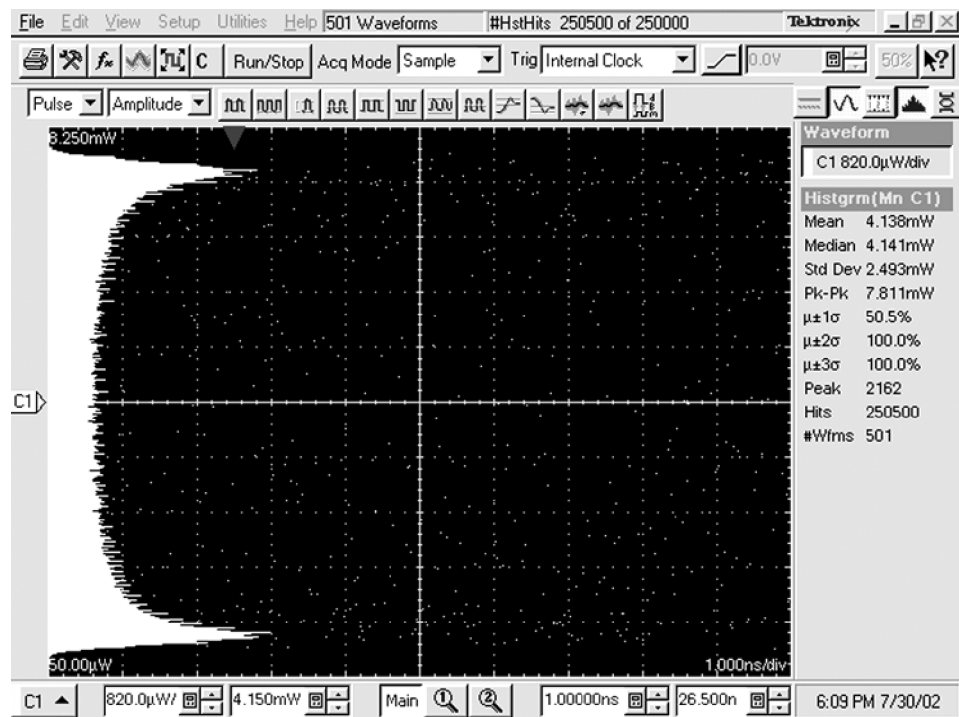 File Edit View Setup Utilities Help 501 Waveforms #HstHits 250500 of 250000 Tektronix
C Run/Stop Acq Mode Sample Trig Internal Clock 0.0V 50%
Pulse Amplitude
8.250mW
Waveform
C1 820.0µW/div
Histgrm(Mn C1)
Mean 4.138mW
Median 4.141mW
Std Dev 2.493mW
Pk-Pk 7.811mW
µ±1σ 50.5%
µ±2σ 100.0%
µ±3σ 100.0%
Peak 2162
Hits 250500
#Wfms 501
C1
50.00µW
1.000ns/div
C1 820.0µW/ 4.150mW Main 1 2 1.00000ns 26.500n 6:09 PM 7/30/02